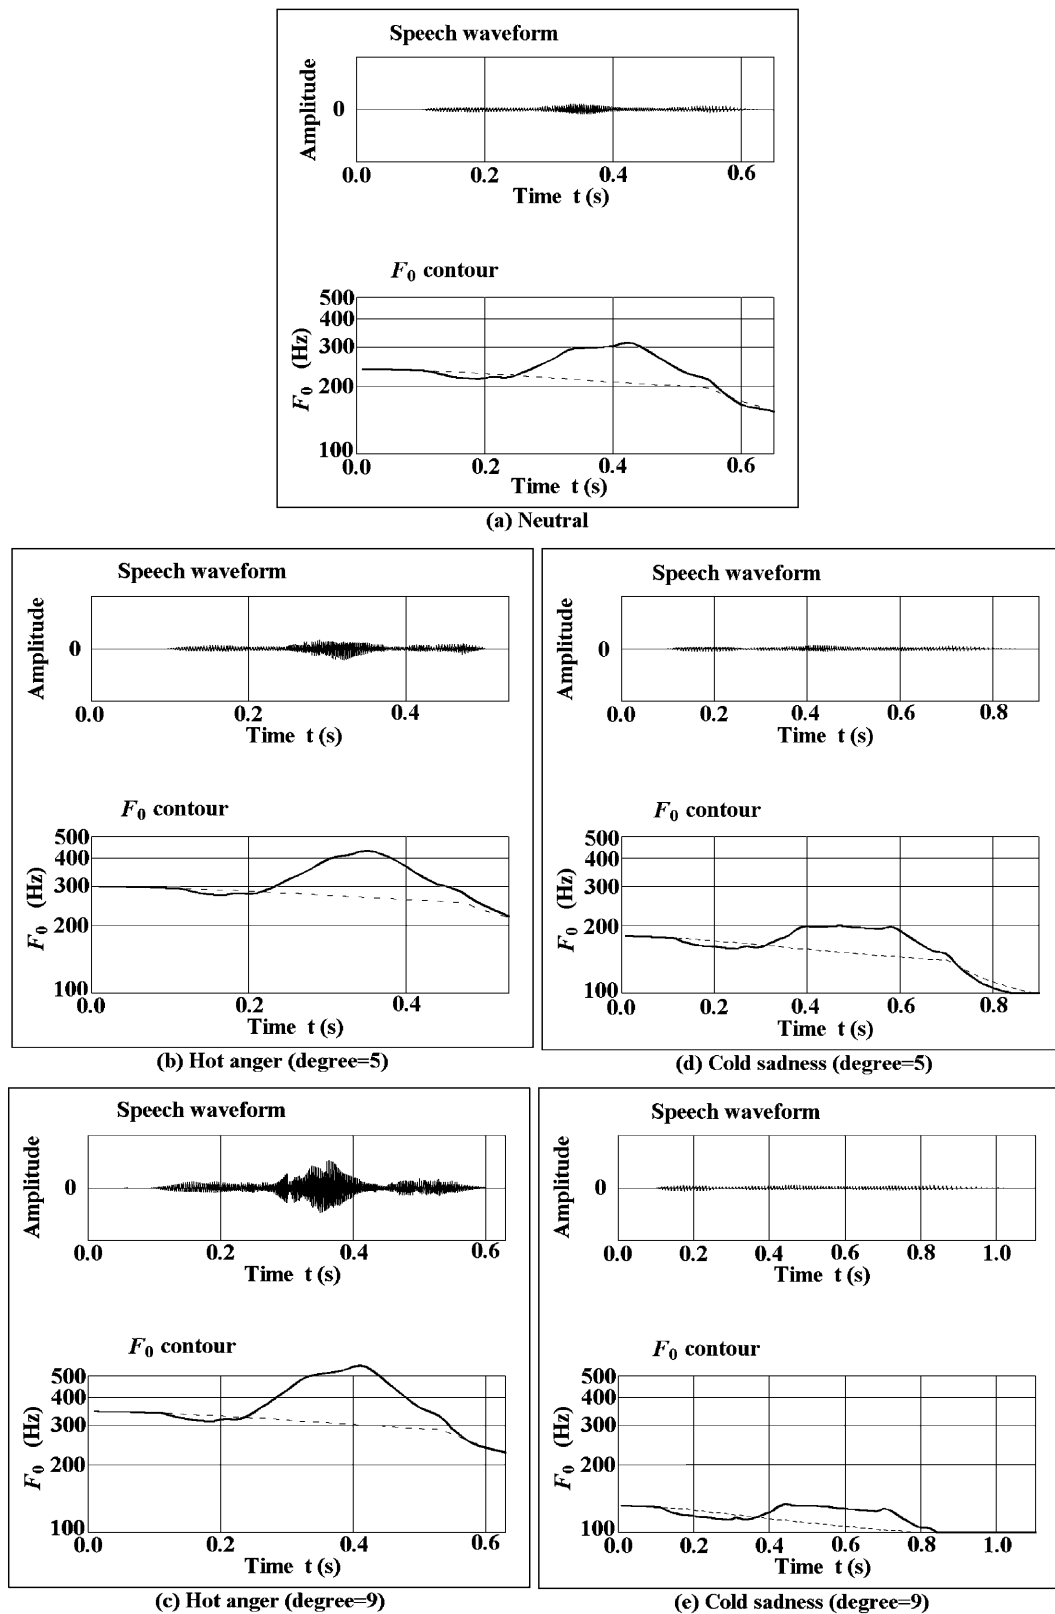 Speech waveform
Amplitude
0
0.0 0.2 0.4 0.6
Time t (s)
F0 contour
F0 (Hz)
500
400
300
200
100
0.0 0.2 0.4 0.6
Time t (s)
(a) Neutral
Speech waveform
Amplitude
0
0.0 0.2 0.4
Time t (s)
F0 contour
F0 (Hz)
500
400
300
200
100
0.0 0.2 0.4
Time t (s)
(b) Hot anger (degree=5)
Speech waveform
Amplitude
0
0.0 0.2 0.4 0.6 0.8
Time t (s)
F0 contour
F0 (Hz)
500
400
300
200
100
0.0 0.2 0.4 0.6 0.8
Time t (s)
(d) Cold sadness (degree=5)
Speech waveform
Amplitude
0
0.0 0.2 0.4 0.6
Time t (s)
F0 contour
F0 (Hz)
500
400
300
200
100
0.0 0.2 0.4 0.6
Time t (s)
(c) Hot anger (degree=9)
Speech waveform
Amplitude
0
0.0 0.2 0.4 0.6 0.8 1.0
Time t (s)
F0 contour
F0 (Hz)
500
400
300
200
100
0.0 0.2 0.4 0.6 0.8 1.0
Time t (s)
(e) Cold sadness (degree=9)